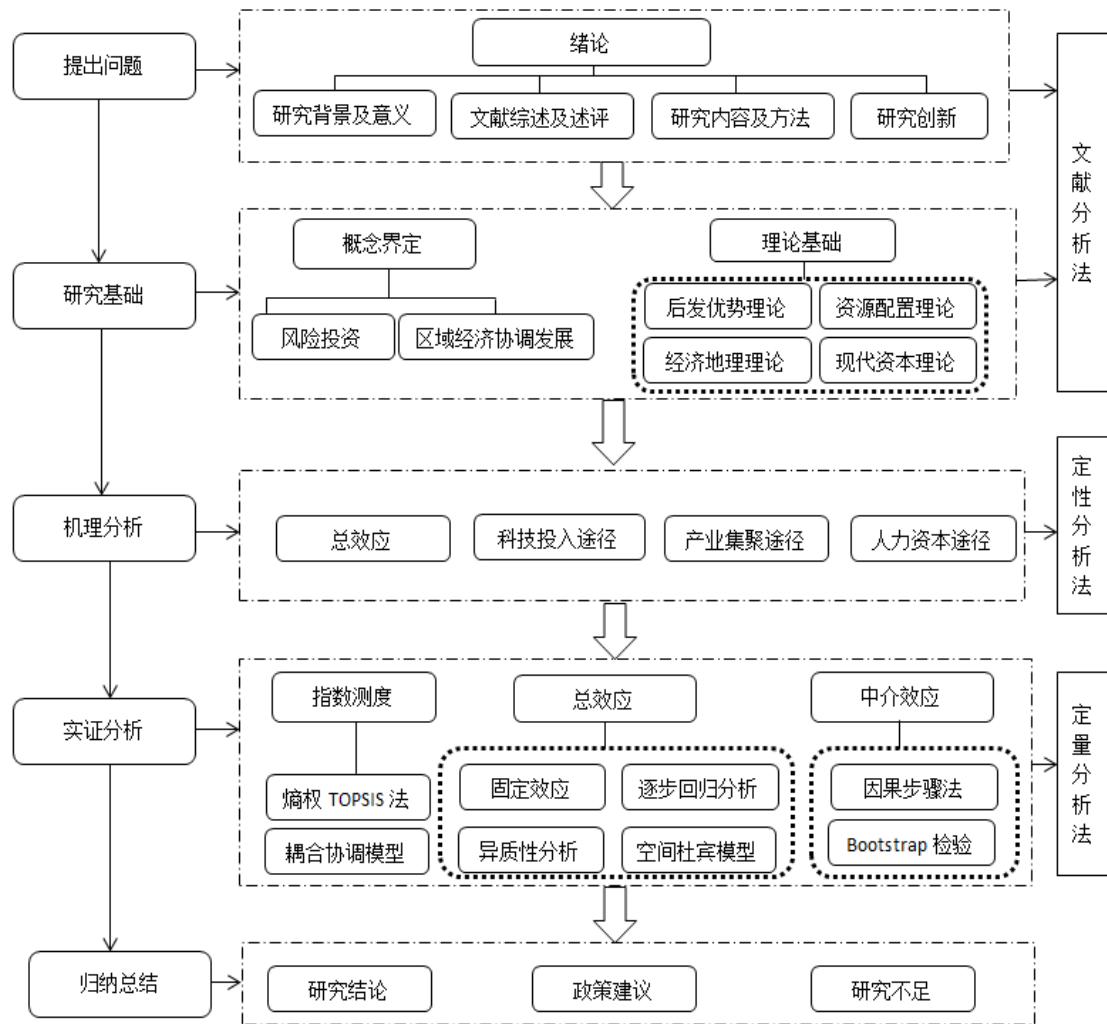 提出问题
绪论
研究背景及意义
文献综述及述评
研究内容及方法
研究创新
文献分析法
研究基础
概念界定
风险投资
区域经济协调发展
理论基础
后发优势理论
资源配置理论
经济地理理论
现代资本理论
机理分析
总效应
科技投入途径
产业集聚途径
人力资本途径
定性分析法
实证分析
指数测度
熵权 TOPSIS 法
耦合协调模型
总效应
固定效应
逐步回归分析
异质性分析
空间杜宾模型
中介效应
因果步骤法
Bootstrap 检验
定量分析法
归纳总结
研究结论
政策建议
研究不足